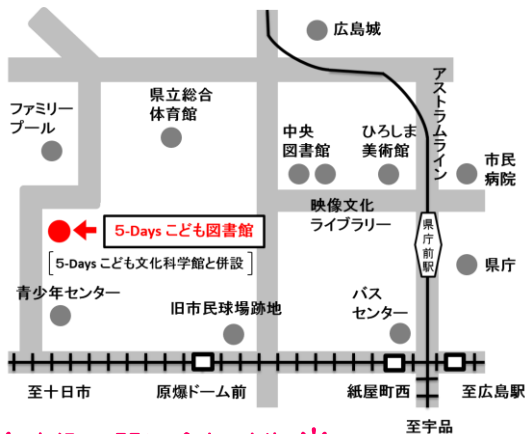 広島城
アストラムライン
ファミリー
プール
県立総合
体育館
中央
図書館
ひろしま
美術館
市民
病院
映像文化
ライブラリー
5-Days こども図書館
5-Days こども文化科学館と併設
県庁前駅
県庁
青少年センター
旧市民球場跡地
バス
センター
至十日市
原爆ドーム前
紙屋町西
至広島駅
至宇品